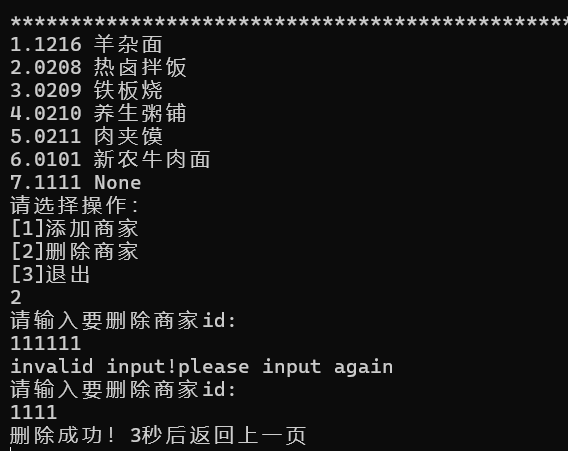 ************************************************
1.1216 羊杂面
2.0208 热卤拌饭
3.0209 铁板烧
4.0210 养生粥铺
5.0211 肉夹馍
6.0101 新农牛肉面
7.1111 None
请选择操作:
[1]添加商家
[2]删除商家
[3]退出
2
请输入要删除商家id:
111111
invalid input!please input again
请输入要删除商家id:
1111
删除成功! 3秒后返回上一页